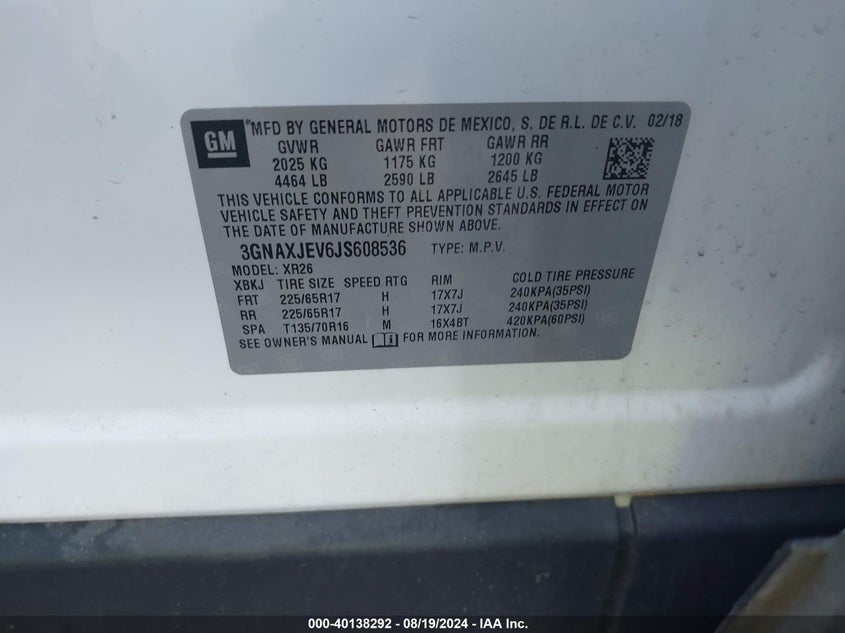 GM *MFD BY GENERAL MOTORS DE MEXICO, S. DE R.L. DE C.V. 02/18
GVWR GAWR FRT GAWR RR
2025 KG 1175 KG 1200 KG
4464 LB 2590 LB 2645 LB
THIS VEHICLE CONFORMS TO ALL APPLICABLE U.S. FEDERAL MOTOR
VEHICLE SAFETY AND THEFT PREVENTION STANDARDS IN EFFECT ON
THE DATE OF MANUFACTURE SHOWN ABOVE.
3GNAXJEV6JS608536 TYPE: M.P.V.
MODEL: XR26
XBKJ TIRE SIZE SPEED RTG RIM COLD TIRE PRESSURE
FRT 225/65R17 H 17X7J 240KPA(35PSI)
RR 225/65R17 H 17X7J 240KPA(35PSI)
SPA T135/70R16 M 16X4BT 420KPA(60PSI)
SEE OWNER'S MANUAL FOR MORE INFORMATION.
000-40138292 - 08/19/2024 - IAA Inc.